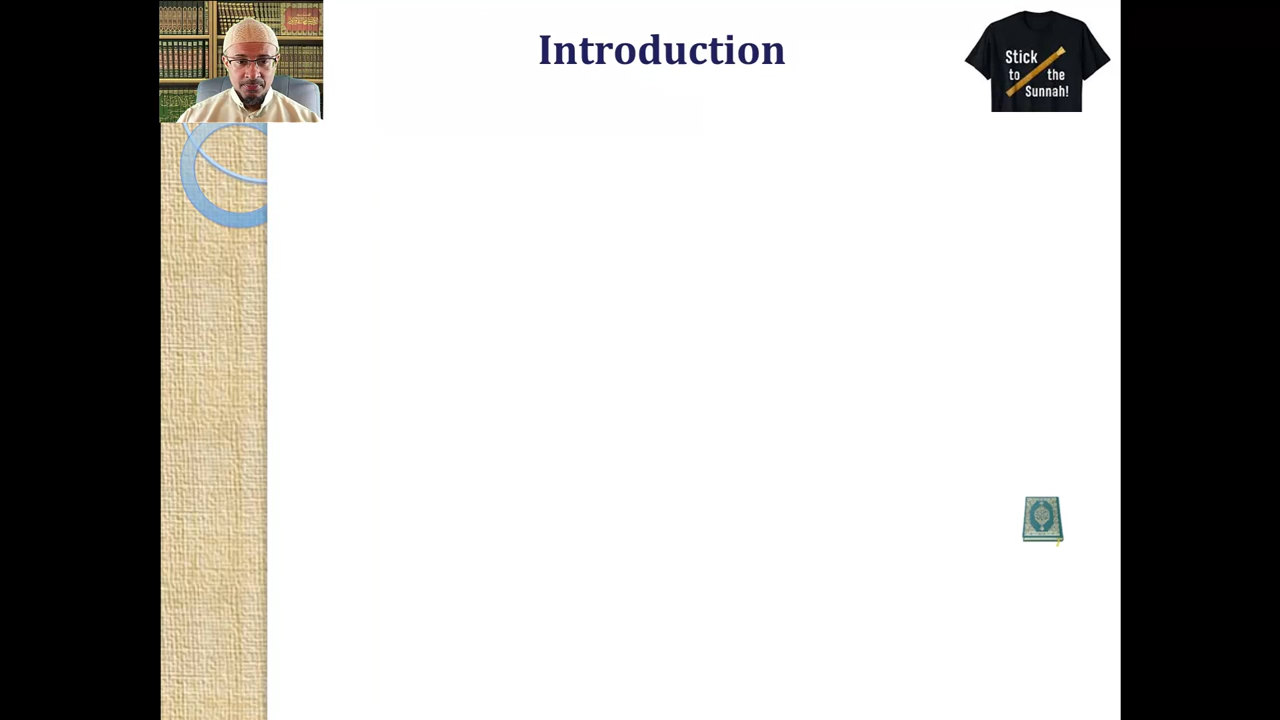 Introduction
Stick
to the
Sunnah!